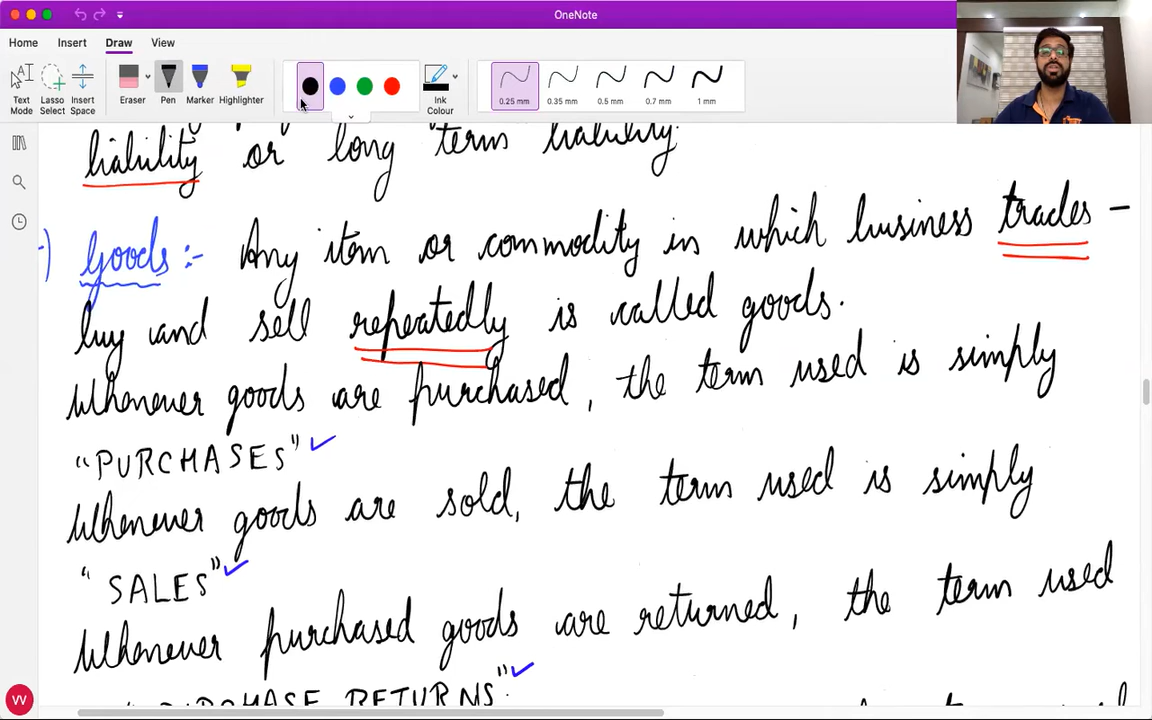 OneNote
Home Insert Draw View
Text Mode
Lasso Select
Insert Space
Eraser
Pen
Marker
Highlighter
Ink Colour
0.25 mm 0.35 mm 0.5 mm 0.7 mm 1 mm
liability or long term liability.
) Goods :- Any item or commodity in which business trades –
buy and sell repeatedly is called goods.
Whenever goods are purchased, the term used is simply
"PURCHASES"
Whenever goods are sold, the term used is simply
"SALES"
Whenever purchased goods are returned, the term used
"PURCHASE RETURNS".
VV